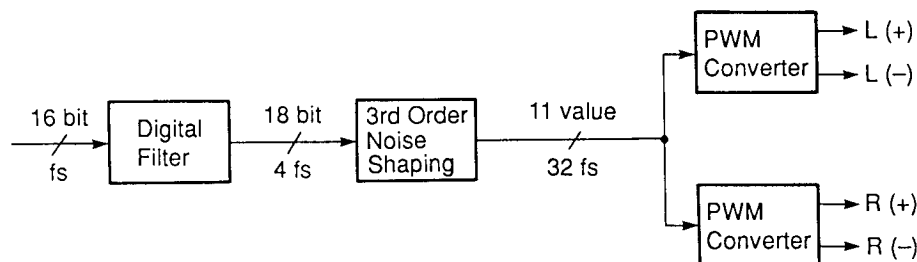 16 bit
fs
Digital
Filter
18 bit
4 fs
3rd Order
Noise
Shaping
11 value
32 fs
PWM
Converter
L (+)
L (–)
PWM
Converter
R (+)
R (–)